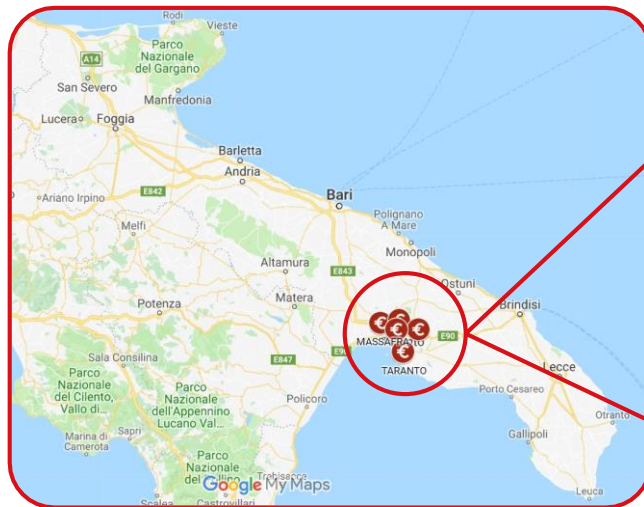 Rodi
Vieste
Parco
Nazionale
del Gargano
A14
San Severo
Manfredonia
Lucera
Foggia
Barletta
Andria
Bari
E842
Ariano Irpino
Polignano
A Mare
Melfi
Monopoli
Altamura
E843
Ostuni
Matera
Potenza
Brindisi
€
€
€
€
E90
MASSAFRA
E847
€
Sala Consilina
TARANTO
Lecce
Parco
Nazionale
del Cilento,
Vallo di...
Parco
Nazionale
dell'Appennino
Lucano Val...
Policoro
Porto Cesareo
Otranto
Gallipoli
Sapri
Marina di
Camerota
Parco
Nazionale
Trebisacce
Google My Maps
Leuca
Scalea
Castrovillari